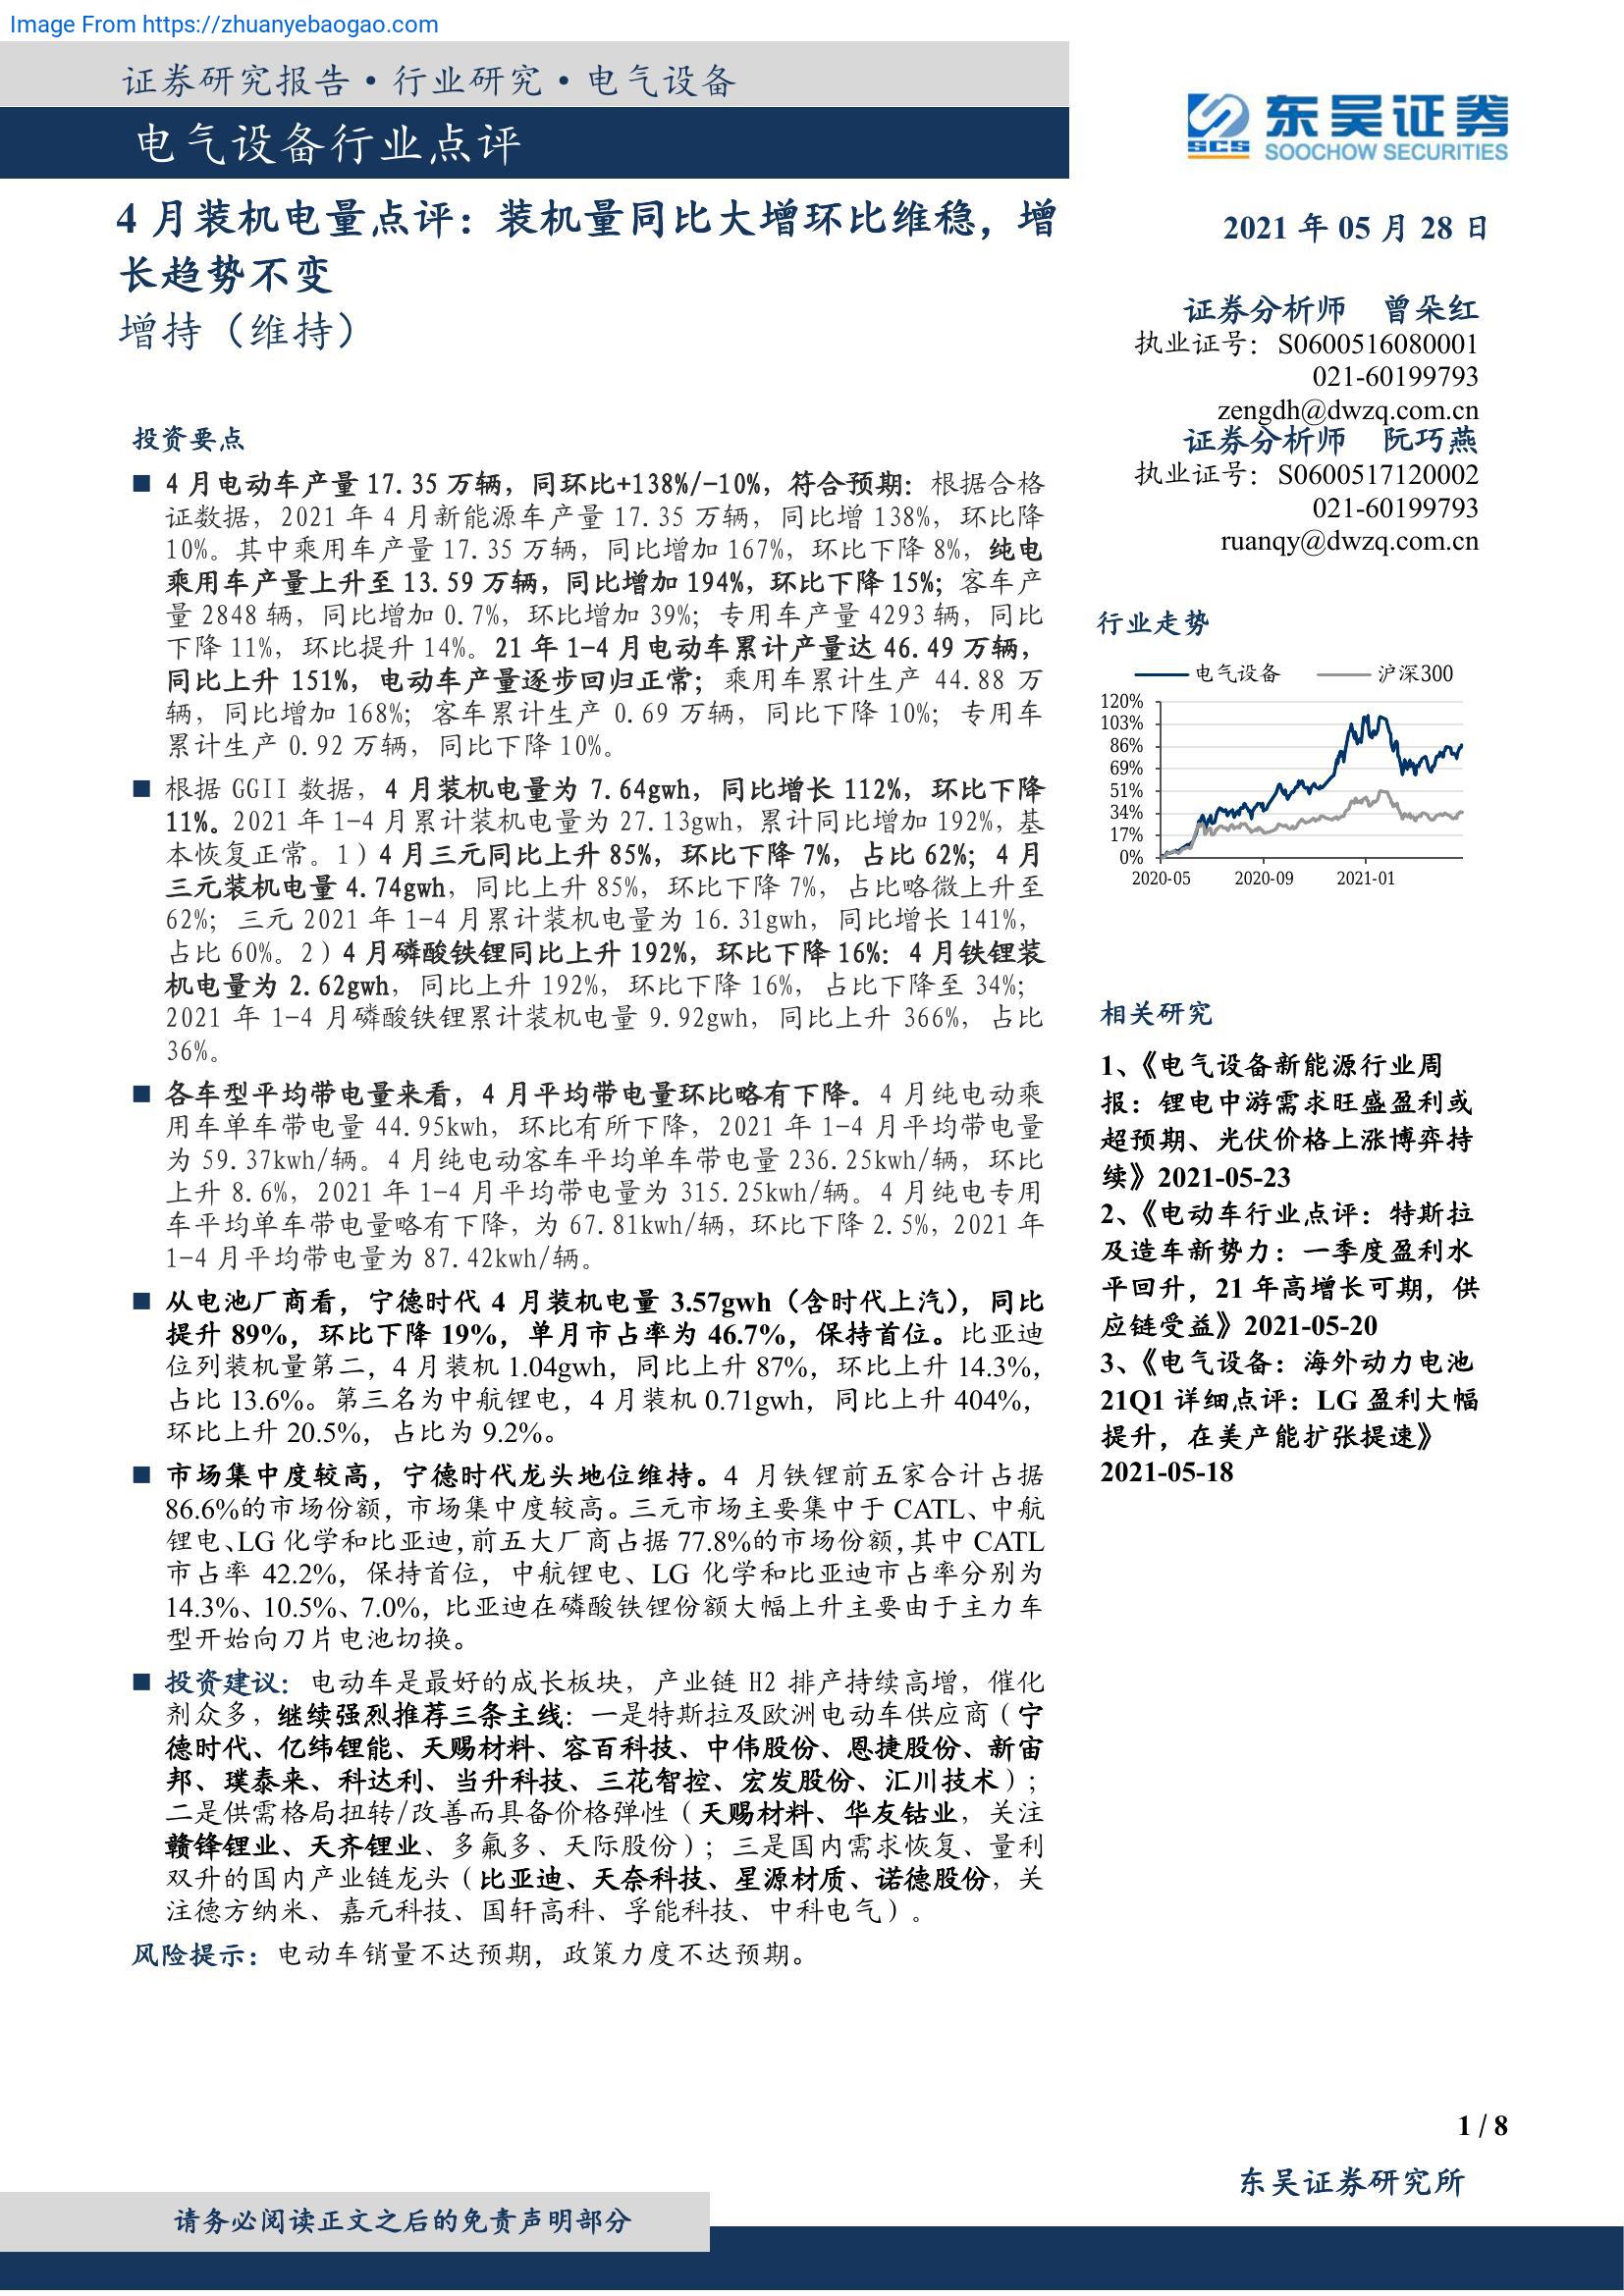 Image From https://zhuanyebaogao.com
证券研究报告·行业研究·电气设备
电气设备行业点评
东吴证券
SCS
SOOCHOW SECURITIES
4 月装机电量点评：装机量同比大增环比维稳，增
长趋势不变
增持（维持）
2021 年 05 月 28 日
证券分析师 曾朵红
执业证号：S0600516080001
021-60199793
zengdh@dwzq.com.cn
证券分析师 阮巧燕
执业证号：S0600517120002
021-60199793
ruanqy@dwzq.com.cn
投资要点
■ 4 月电动车产量 17.35 万辆，同环比+138%/-10%，符合预期：根据合格
证数据，2021 年 4 月新能源车产量 17.35 万辆，同比增 138%，环比降
10%。其中乘用车产量 17.35 万辆，同比增加 167%，环比下降 8%，纯电
乘用车产量上升至 13.59 万辆，同比增加 194%，环比下降 15%；客车产
量 2848 辆，同比增加 0.7%，环比增加 39%；专用车产量 4293 辆，同比
下降 11%，环比提升 14%。21 年 1-4 月电动车累计产量达 46.49 万辆，
同比上升 151%，电动车产量逐步回归正常；乘用车累计生产 44.88 万
辆，同比增加 168%；客车累计生产 0.69 万辆，同比下降 10%；专用车
累计生产 0.92 万辆，同比下降 10%。
■ 根据 GGII 数据，4 月装机电量为 7.64gwh，同比增长 112%，环比下降
11%。2021 年 1-4 月累计装机电量为 27.13gwh，累计同比增加 192%，基
本恢复正常。1）4 月三元同比上升 85%，环比下降 7%，占比 62%；4 月
三元装机电量 4.74gwh，同比上升 85%，环比下降 7%，占比略微上升至
62%；三元 2021 年 1-4 月累计装机电量为 16.31gwh，同比增长 141%，
占比 60%。2）4 月磷酸铁锂同比上升 192%，环比下降 16%：4 月铁锂装
机电量为 2.62gwh，同比上升 192%，环比下降 16%，占比下降至 34%；
2021 年 1-4 月磷酸铁锂累计装机电量 9.92gwh，同比上升 366%，占比
36%。
■ 各车型平均带电量来看，4 月平均带电量环比略有下降。4 月纯电动乘
用车单车带电量 44.95kwh，环比有所下降，2021 年 1-4 月平均带电量
为 59.37kwh/辆。4 月纯电动客车平均单车带电量 236.25kwh/辆，环比
上升 8.6%，2021 年 1-4 月平均带电量为 315.25kwh/辆。4 月纯电专用
车平均单车带电量略有下降，为 67.81kwh/辆，环比下降 2.5%，2021 年
1-4 月平均带电量为 87.42kwh/辆。
■ 从电池厂商看，宁德时代 4 月装机电量 3.57gwh（含时代上汽），同比
提升 89%，环比下降 19%，单月市占率为 46.7%，保持首位。比亚迪
位列装机量第二，4 月装机 1.04gwh，同比上升 87%，环比上升 14.3%，
占比 13.6%。第三名为中航锂电，4 月装机 0.71gwh，同比上升 404%，
环比上升 20.5%，占比为 9.2%。
■ 市场集中度较高，宁德时代龙头地位维持。4 月铁锂前五家合计占据
86.6%的市场份额，市场集中度较高。三元市场主要集中于 CATL、中航
锂电、LG 化学和比亚迪，前五大厂商占据 77.8%的市场份额，其中 CATL
市占率 42.2%，保持首位，中航锂电、LG 化学和比亚迪市占率分别为
14.3%、10.5%、7.0%，比亚迪在磷酸铁锂份额大幅上升主要由于主力车
型开始向刀片电池切换。
■ 投资建议：电动车是最好的成长板块，产业链 H2 排产持续高增，催化
剂众多，继续强烈推荐三条主线：一是特斯拉及欧洲电动车供应商（宁
德时代、亿纬锂能、天赐材料、容百科技、中伟股份、恩捷股份、新宙
邦、璞泰来、科达利、当升科技、三花智控、宏发股份、汇川技术）；
二是供需格局扭转/改善而具备价格弹性（天赐材料、华友钴业，关注
赣锋锂业、天齐锂业、多氟多、天际股份）；三是国内需求恢复、量利
双升的国内产业链龙头（比亚迪、天奈科技、星源材质、诺德股份，关
注德方纳米、嘉元科技、国轩高科、孚能科技、中科电气）。
风险提示：电动车销量不达预期，政策力度不达预期。
行业走势
电气设备 沪深300
120%
103%
86%
69%
51%
34%
17%
0%
2020-05 2020-09 2021-01
相关研究
1、《电气设备新能源行业周
报：锂电中游需求旺盛盈利或
超预期、光伏价格上涨博弈持
续》2021-05-23
2、《电动车行业点评：特斯拉
及造车新势力：一季度盈利水
平回升，21 年高增长可期，供
应链受益》2021-05-20
3、《电气设备：海外动力电池
21Q1 详细点评：LG 盈利大幅
提升，在美产能扩张提速》
2021-05-18
1 / 8
东吴证券研究所
请务必阅读正文之后的免责声明部分